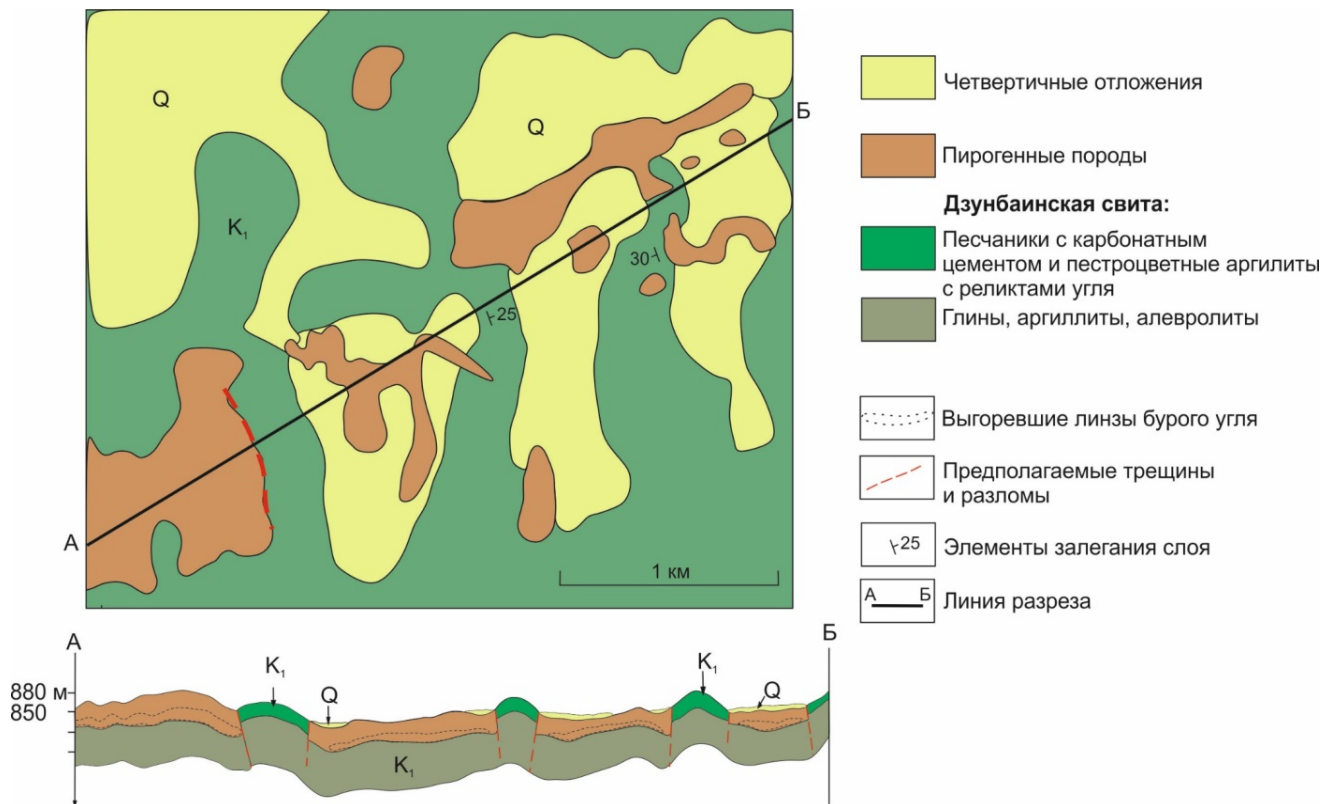 Q
Q
Б
K₁
30
25
А
1 км
Четвертичные отложения
Пирогенные породы
Дзунбаинская свита:
Песчаники с карбонатным
цементом и пестроцветные аргилиты
с реликтами угля
Глины, аргиллиты, алевролиты
Выгоревшие линзы бурого угля
Предполагаемые трещины
и разломы
25
Элементы залегания слоя
А Б
Линия разреза
А
Б
K₁
K₁
Q
Q
880 м
850
K₁